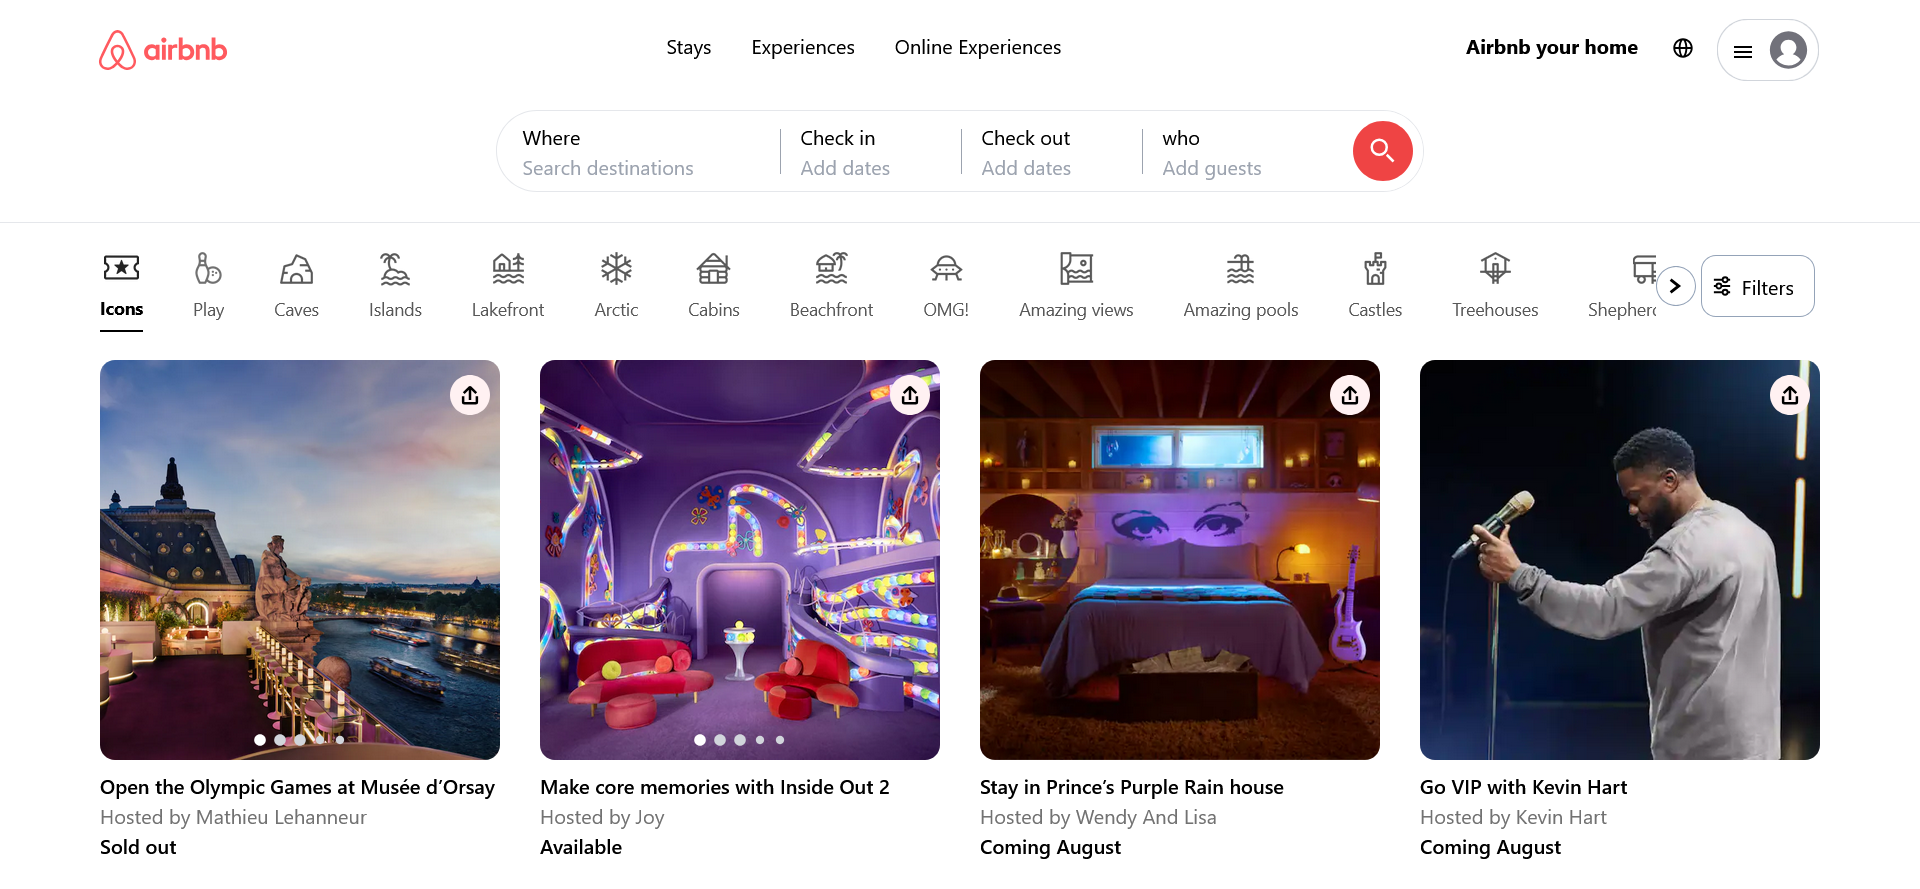 airbnb
Stays Experiences Online Experiences
Airbnb your home
Where Check in Check out who
Search destinations Add dates Add dates Add guests
Icons Play Caves Islands Lakefront Arctic Cabins Beachfront OMG! Amazing views Amazing pools Castles Treehouses
Filters
Open the Olympic Games at Musée d’Orsay
Hosted by Mathieu Lehanneur
Sold out
Make core memories with Inside Out 2
Hosted by Joy
Available
Stay in Prince’s Purple Rain house
Hosted by Wendy And Lisa
Coming August
Go VIP with Kevin Hart
Hosted by Kevin Hart
Coming August